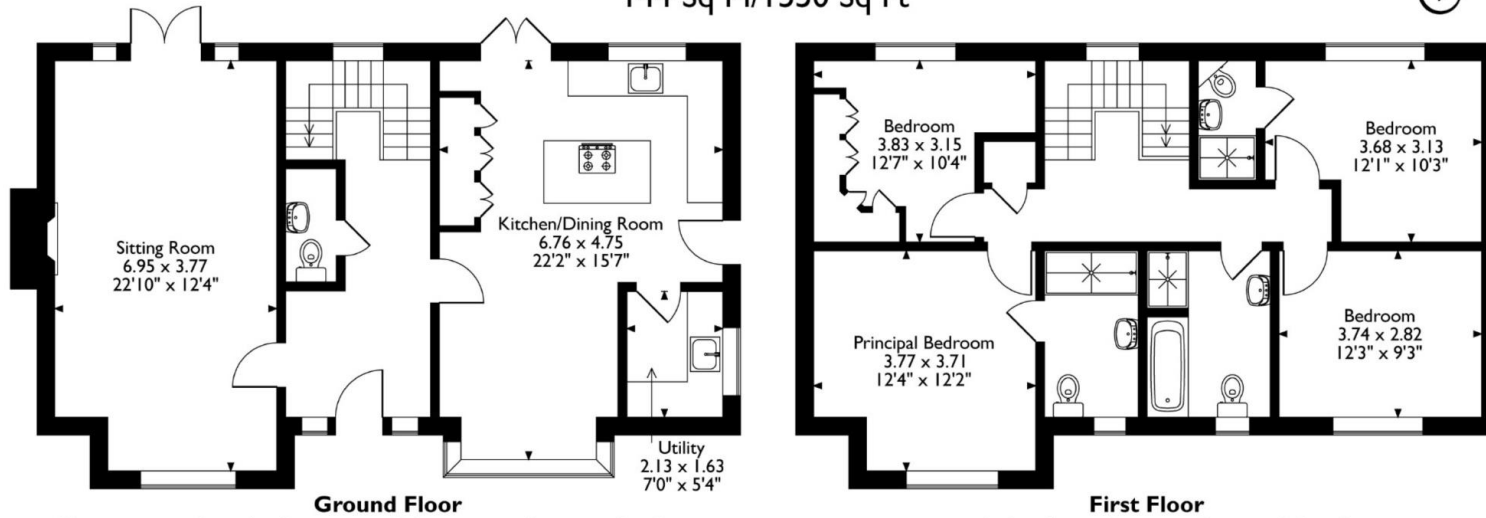 Sitting Room
6.95 x 3.77
22'10" x 12'4"
Kitchen/Dining Room
6.76 x 4.75
22'2" x 15'7"
Utility
2.13 x 1.63
7'0" x 5'4"
Ground Floor
Bedroom
3.83 x 3.15
12'7" x 10'4"
Bedroom
3.68 x 3.13
12'1" x 10'3"
Principal Bedroom
3.77 x 3.71
12'4" x 12'2"
Bedroom
3.74 x 2.82
12'3" x 9'3"
First Floor